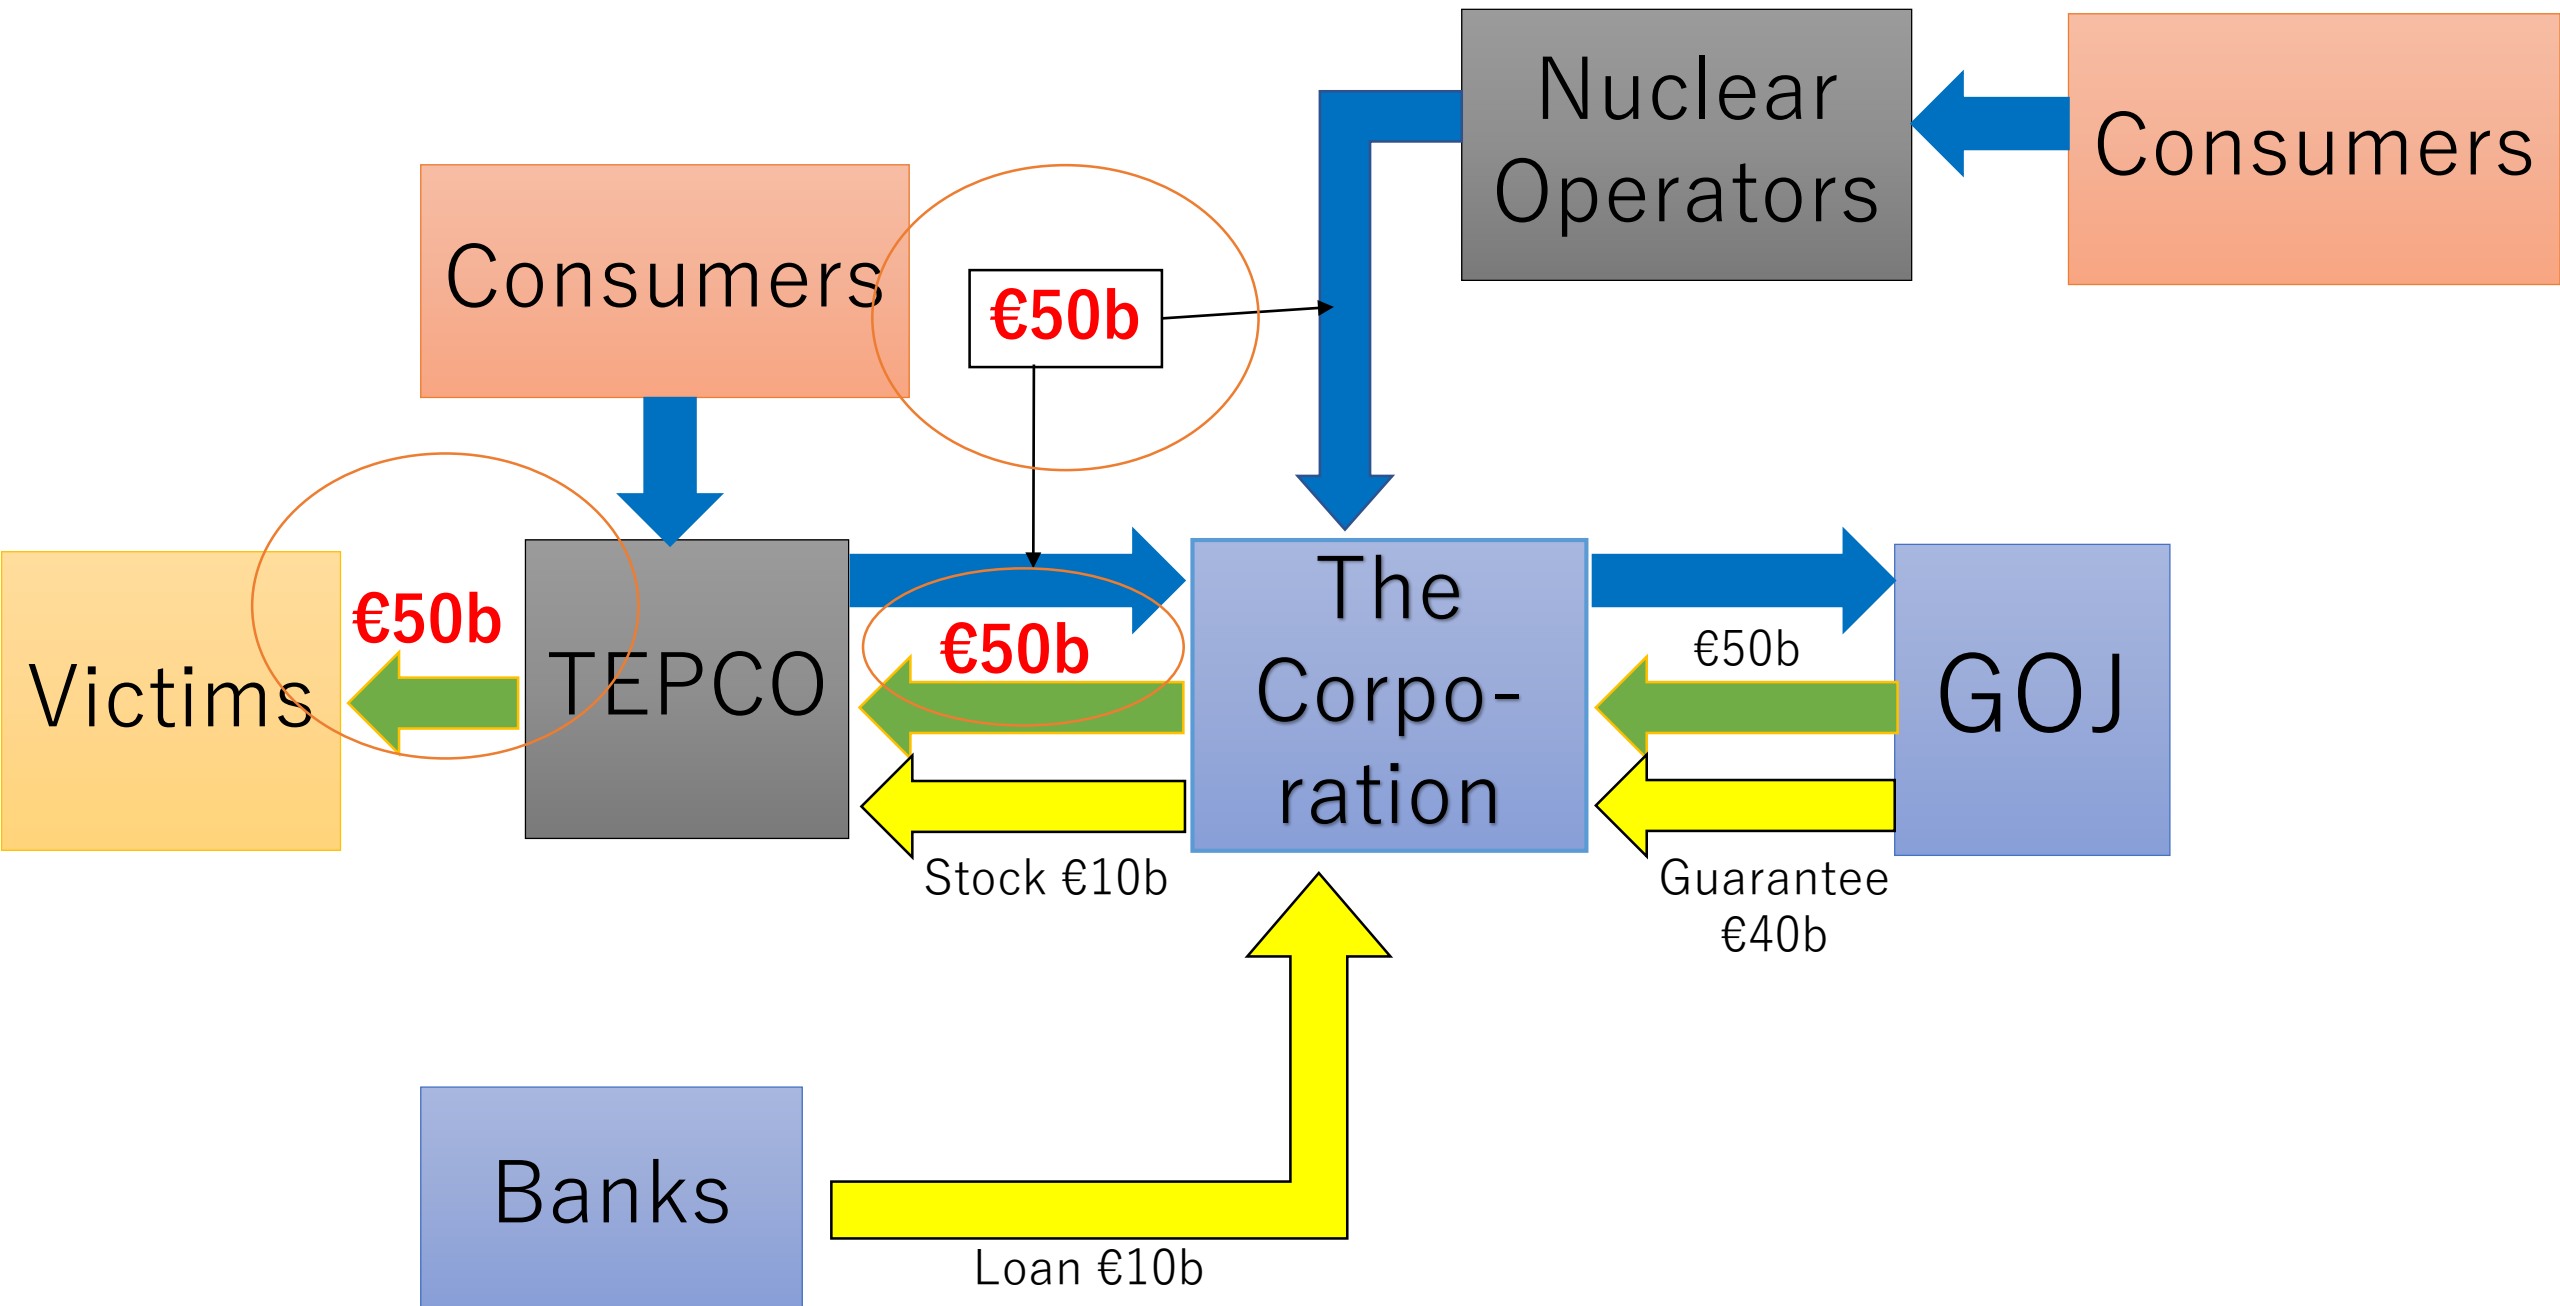 Nuclear
Operators
Consumers
Consumers
€50b
Victims
€50b
TEPCO
€50b
The
Corpo-
ration
€50b
GOJ
Stock €10b
Guarantee
€40b
Banks
Loan €10b